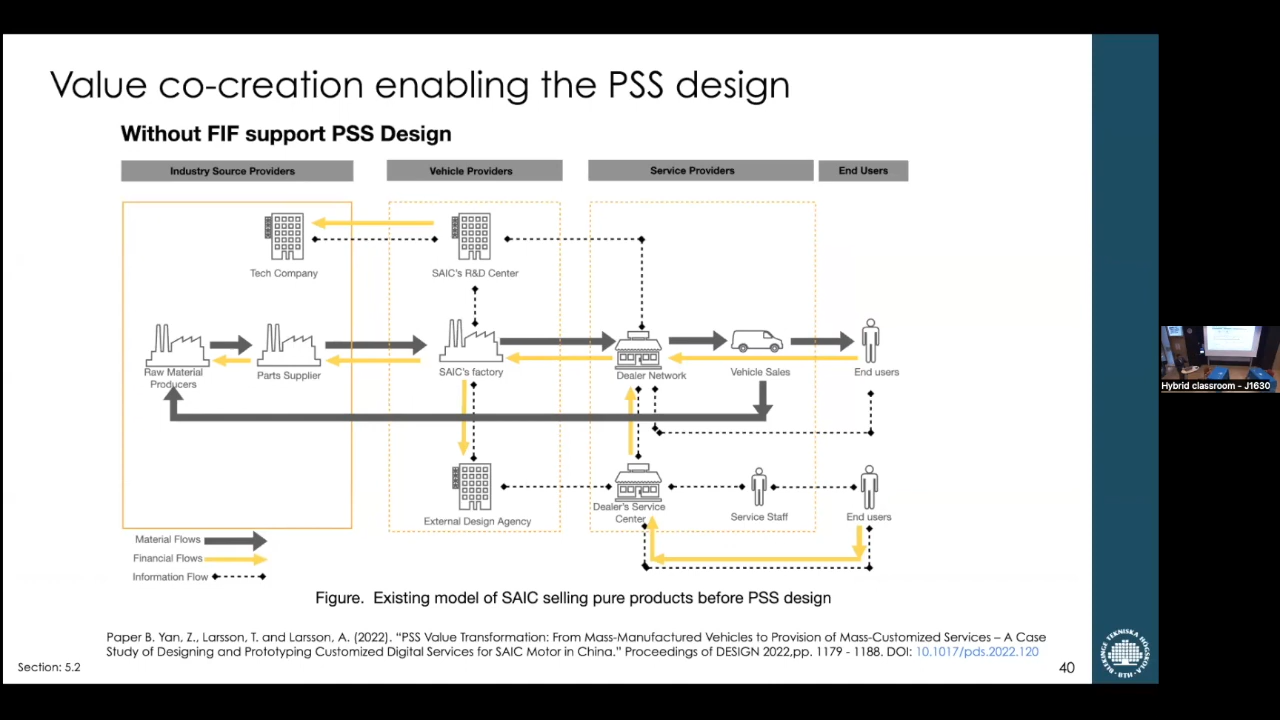 Value co-creation enabling the PSS design
Without FIF support PSS Design
Industry Source Providers
Vehicle Providers
Service Providers
End Users
Tech Company
SAIC's R&D Center
Raw Material
Producers
Parts Supplier
SAIC's factory
Dealer Network
Vehicle Sales
End users
External Design Agency
Dealer's Service
Center
Service Staff
End users
Material Flows
Financial Flows
Information Flow
Figure. Existing model of SAIC selling pure products before PSS design
Paper B. Yan, Z., Larsson, T. and Larsson, A. (2022). “PSS Value Transformation: From Mass-Manufactured Vehicles to Provision of Mass-Customized Services – A Case
Study of Designing and Prototyping Customized Digital Services for SAIC Motor in China.” Proceedings of DESIGN 2022,pp. 1179 - 1188. DOI: 10.1017/pds.2022.120
Section: 5.2
40
BLEKINGE TEKNISKA HÖGSKOLA
BTH
Hybrid classroom - J1630